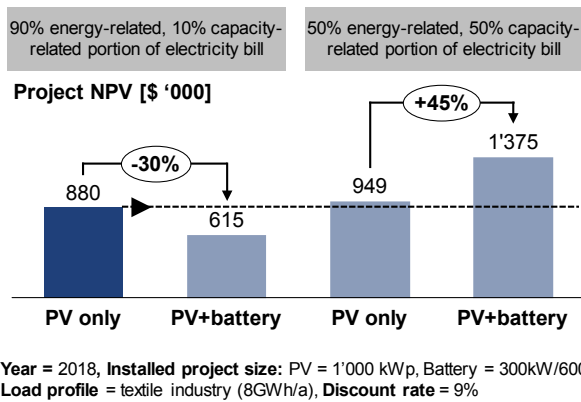 90% energy-related, 10% capacity-
related portion of electricity bill
50% energy-related, 50% capacity-
related portion of electricity bill
Project NPV [$ ‘000]
+45%
1'375
-30%
880
949
615
PV only
PV+battery
PV only
PV+battery
Year = 2018, Installed project size: PV = 1’000 kWp, Battery = 300kW/600
Load profile = textile industry (8GWh/a), Discount rate = 9%